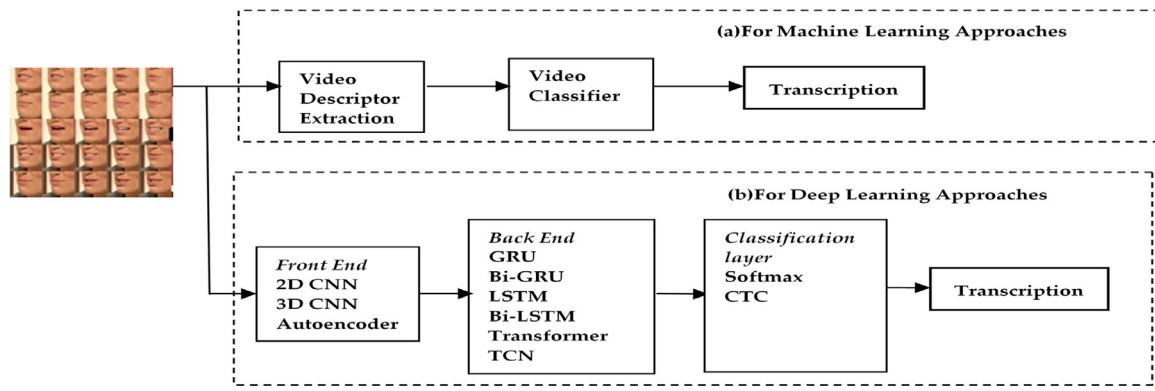 (a)For Machine Learning Approaches
Video
Descriptor
Extraction
Video
Classifier
Transcription
(b)For Deep Learning Approaches
Front End
2D CNN
3D CNN
Autoencoder
Back End
GRU
Bi-GRU
LSTM
Bi-LSTM
Transformer
TCN
Classification
layer
Softmax
CTC
Transcription